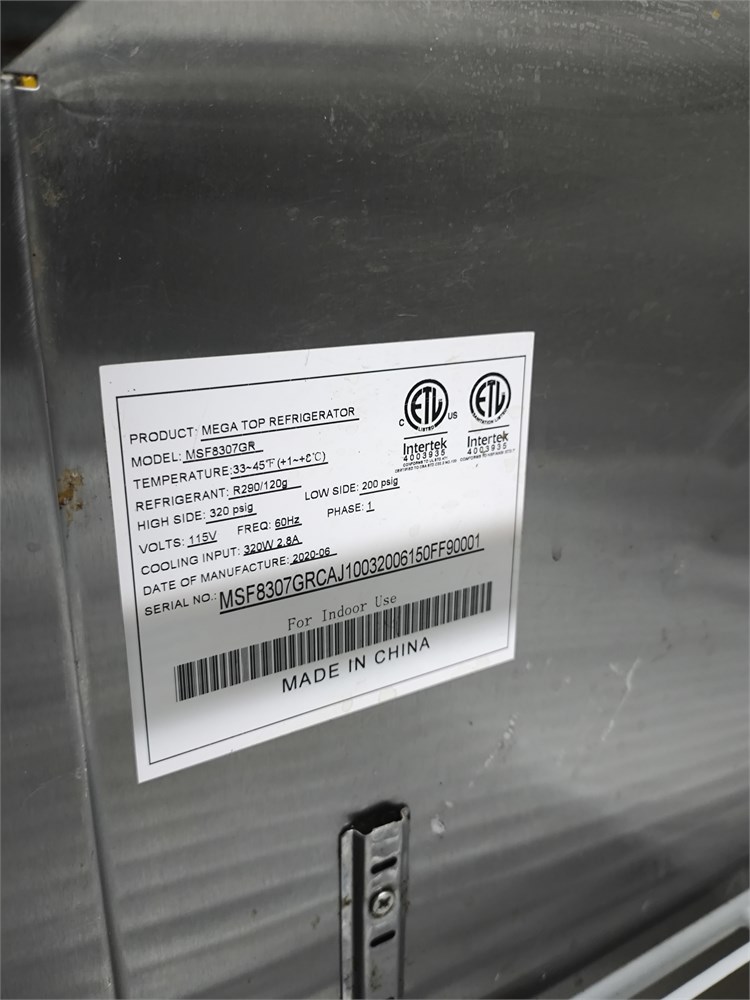 PRODUCT: MEGA TOP REFRIGERATOR
MODEL: MSF8307GR
TEMPERATURE: 33~45℉(+1~+8℃)
REFRIGERANT: R290/120g
HIGH SIDE: 320 psig LOW SIDE: 200 psig
VOLTS: 115V FREQ: 60Hz PHASE: 1
COOLING INPUT: 320W 2.8A
DATE OF MANUFACTURE: 2020-06
SERIAL NO.: MSF8307GRCAJ10032006150FF90001
For Indoor Use
MADE IN CHINA
C ETL US
LISTED
Intertek
4003935
ETL
Intertek
4003935